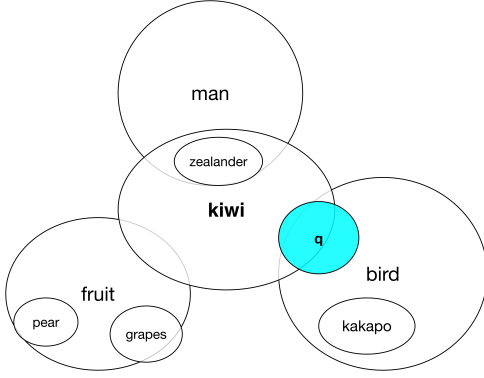 man
zealander
kiwi
q
bird
fruit
pear
grapes
kakapo